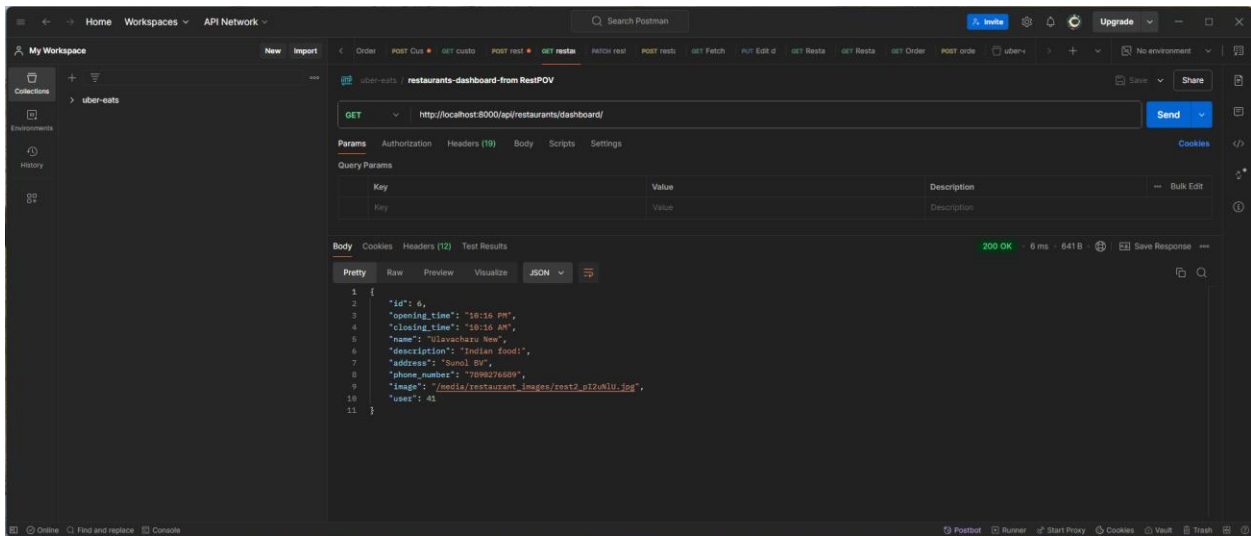 Home Workspaces API Network Search Postman Invite Upgrade
My Workspace New Import Order POST Cus GET custo POST rest GET restau PATCH rest POST resta GET Fetch PUT Edit d GET Resta GET Resta GET Order POST orde uber-e No environment
Collections
Environments
History
uber-eats
uber-eats / restaurants-dashboard-from RestPOV Save Share
GET http://localhost:8000/api/restaurants/dashboard/ Send
Params Authorization Headers (19) Body Scripts Settings Cookies
Query Params
Key Value Description Bulk Edit
Key Value Description
Body Cookies Headers (12) Test Results 200 OK 6 ms 641 B Save Response
Pretty Raw Preview Visualize JSON
1 {
2 "id": 6,
3 "opening_time": "10:16 PM",
4 "closing_time": "10:16 AM",
5 "name": "Ulavacharu New",
6 "description": "Indian food!",
7 "address": "Sunol BV",
8 "phone_number": "7098276589",
9 "image": "/media/restaurant_images/rest2_pI2uNlU.jpg",
10 "user": 41
11 }
Online Find and replace Console Postbot Runner Start Proxy Cookies Vault Trash